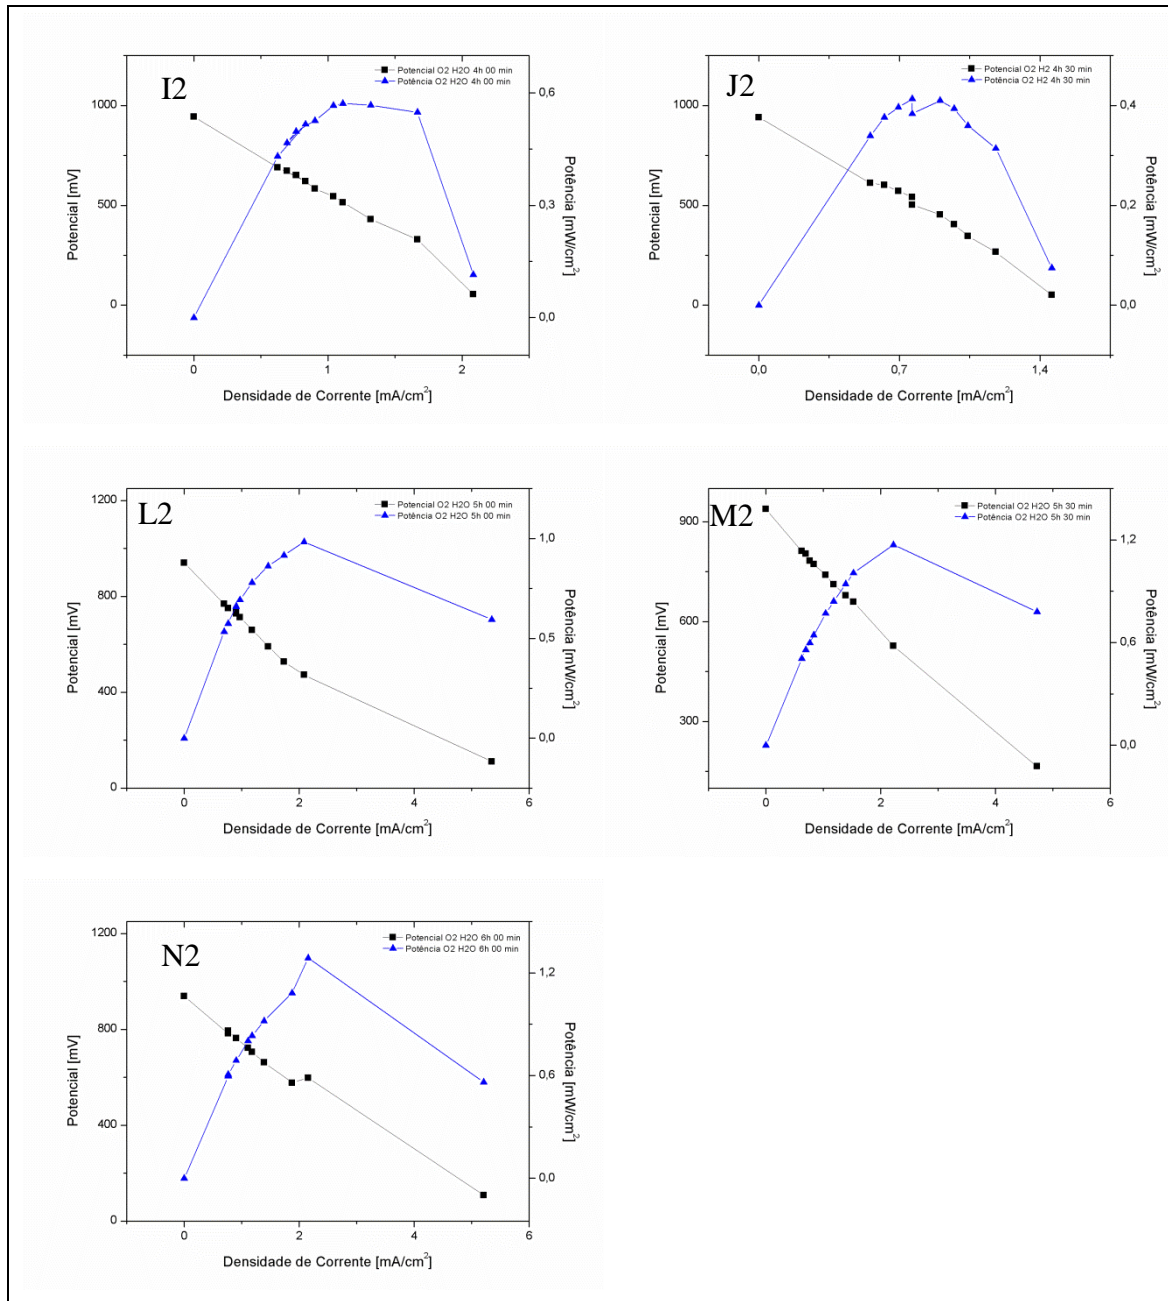 I2
Potencial O2 H2O 4h 00 min
Potência O2 H2O 4h 00 min
1000
500
0
0,6
0,3
0,0
0
1
2
Potencial [mV]
Potência [mW/cm²]
Densidade de Corrente [mA/cm²]
J2
Potencial O2 H2 4h 30 min
Potência O2 H2 4h 30 min
1000
500
0
0,4
0,2
0,0
0,0
0,7
1,4
Potencial [mV]
Potência [mW/cm²]
Densidade de Corrente [mA/cm²]
L2
Potencial O2 H2O 5h 00 min
Potência O2 H2O 5h 00 min
1200
800
400
0
1,0
0,5
0,0
0
2
4
6
Potencial [mV]
Potência [mW/cm²]
Densidade de Corrente [mA/cm²]
M2
Potencial O2 H2O 5h 30 min
Potência O2 H2O 5h 30 min
900
600
300
1,2
0,6
0,0
0
2
4
6
Potencial [mV]
Potência [mW/cm²]
Densidade de Corrente [mA/cm²]
N2
Potencial O2 H2O 6h 00 min
Potência O2 H2O 6h 00 min
1200
800
400
0
1,2
0,6
0,0
0
2
4
6
Potencial [mV]
Potência [mW/cm²]
Densidade de Corrente [mA/cm²]